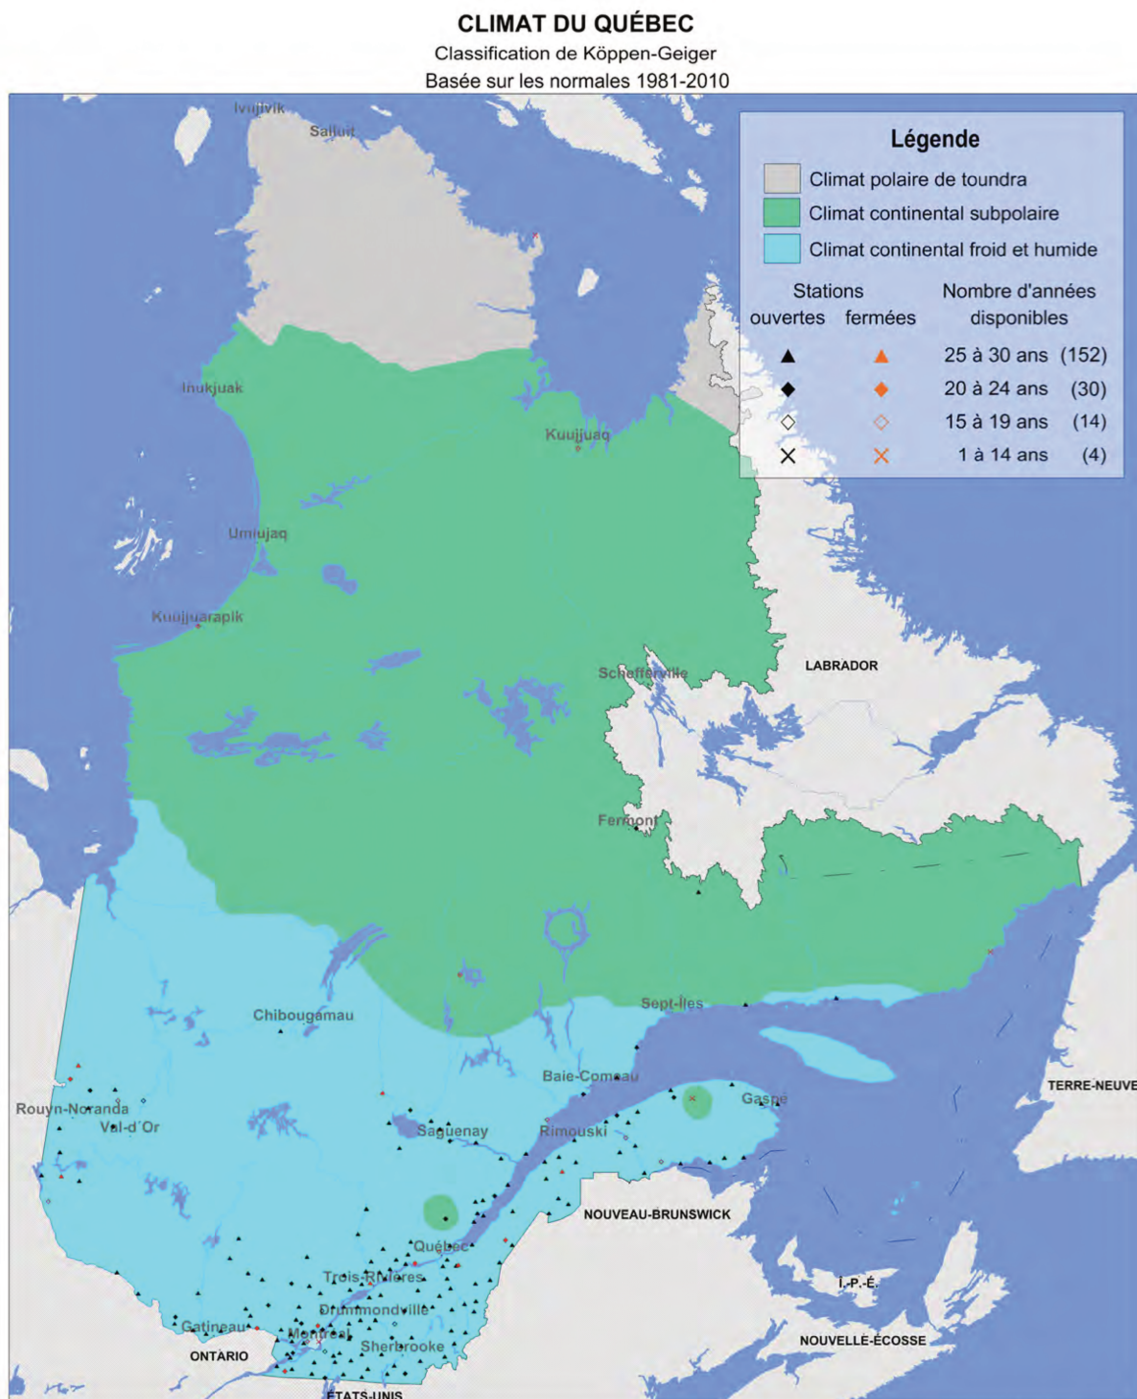 CLIMAT DU QUÉBEC
Classification de Köppen-Geiger
Basée sur les normales 1981-2010
Légende
Climat polaire de toundra
Climat continental subpolaire
Climat continental froid et humide
Stations
ouvertes fermées
Nombre d'années
disponibles
25 à 30 ans (152)
20 à 24 ans (30)
15 à 19 ans (14)
1 à 14 ans (4)
Ivujivik
Salluit
Inukjuak
Kuujjuaq
Umiujaq
Kuujjuarapik
Schefferville
LABRADOR
Fermont
Sept-Îles
Chibougamau
Baie-Comeau
TERRE-NEUVE
Gaspé
Rouyn-Noranda
Val-d'Or
Saguenay
Rimouski
NOUVEAU-BRUNSWICK
Québec
Trois-Rivières
Î.-P.-É.
Drummondville
Gatineau
Montréal
NOUVELLE-ÉCOSSE
Sherbrooke
ONTARIO
ÉTATS-UNIS